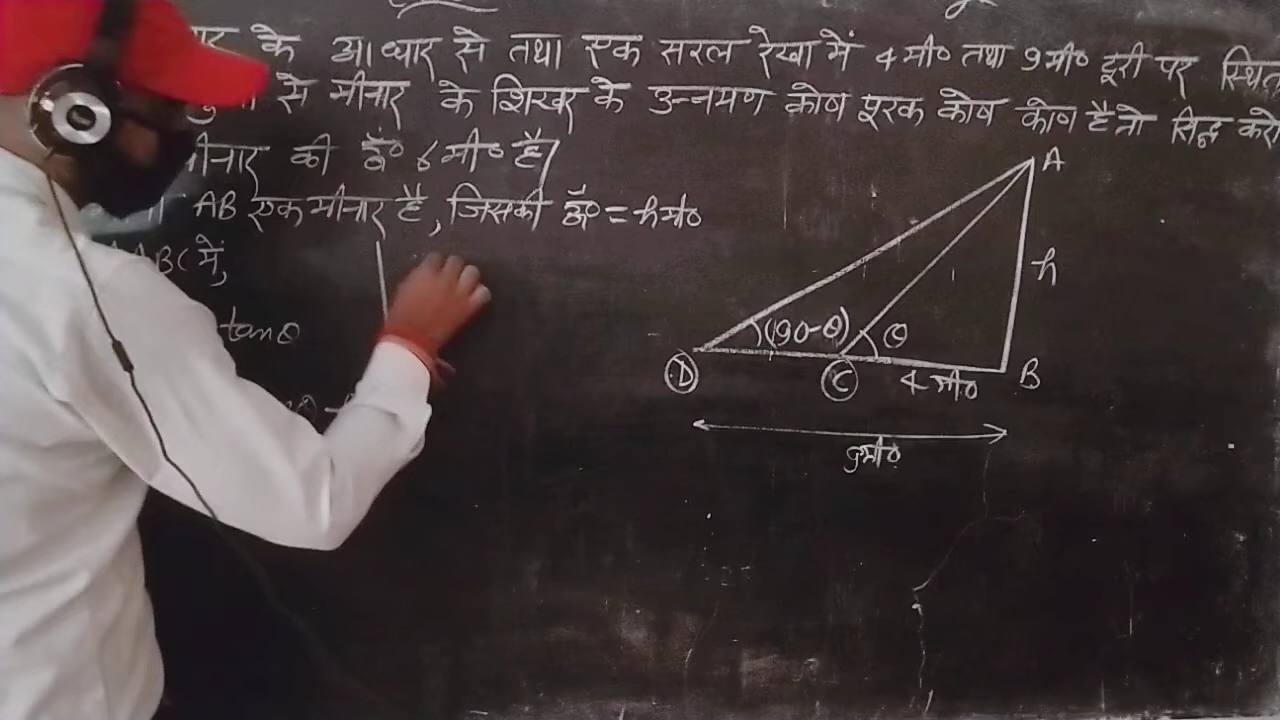 के आधार से तथा एक सरल रेखा में 4 मी० तथा 9 मी० दूरी पर स्थित
से मीनार के शिखर के उन्नमण कोण पूरक कोण कोण है तो सिद्ध करो
मीनार की ऊँ० 6 मी० है।
AB एक मीनार है, जिसकी ऊँ० = h मी०
ABC में,
tanθ
A
h
(90-θ)
θ
D
C
4 मी०
B
9 मी०